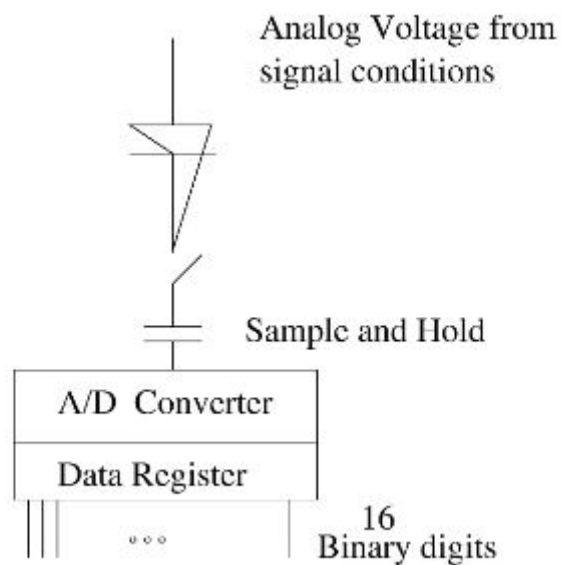 Analog Voltage from
signal conditions
Sample and Hold
A/D Converter
Data Register
16
Binary digits